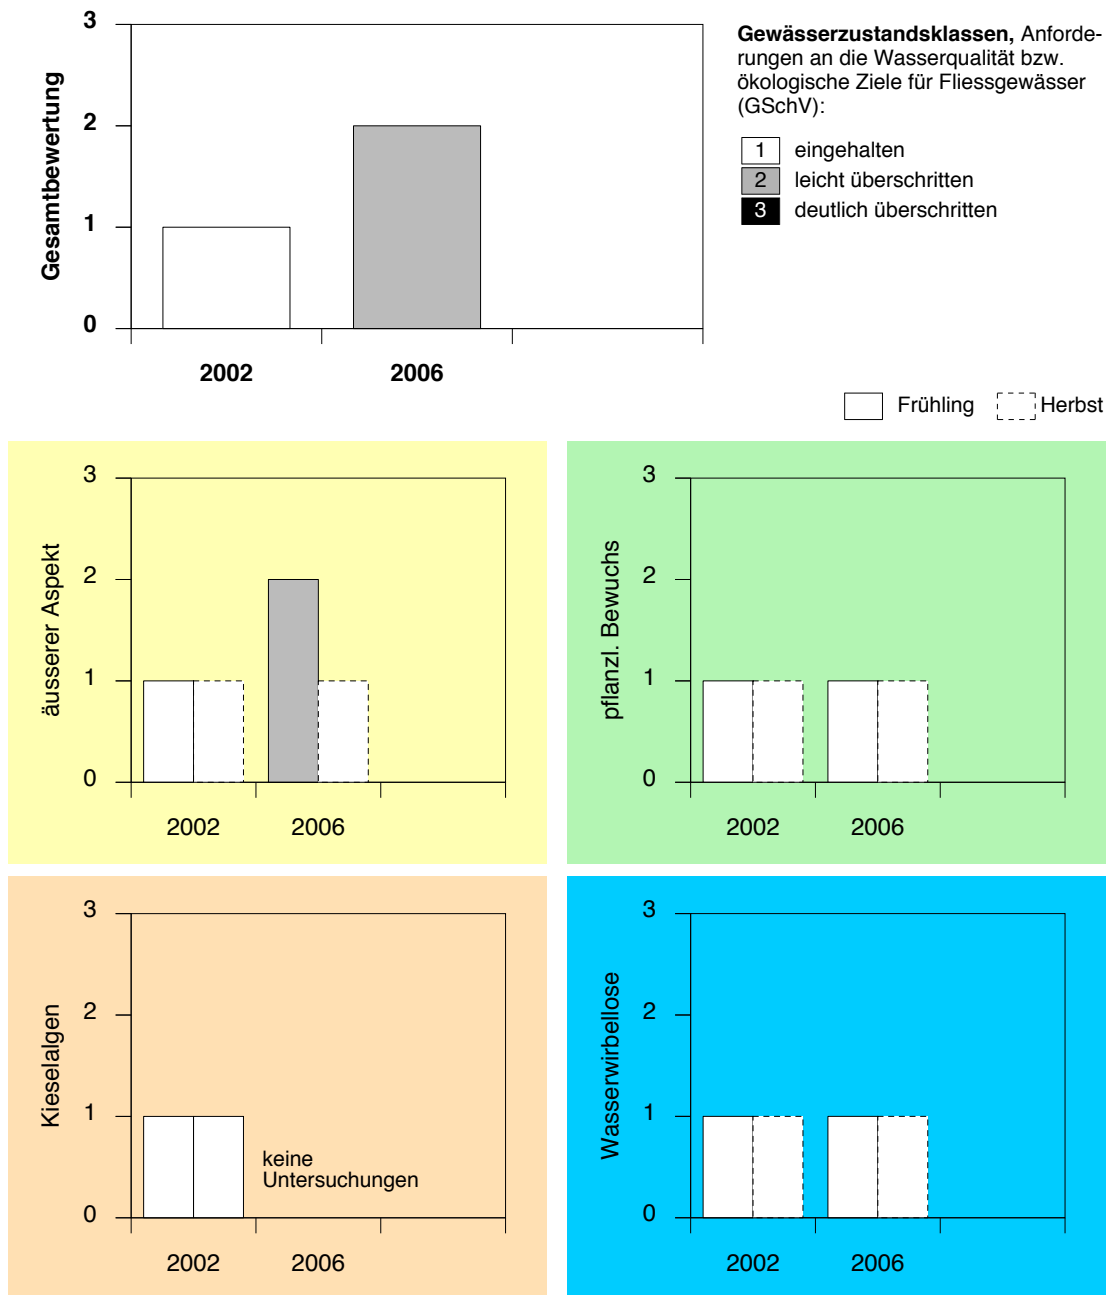 Gesamtbewertung
3
2
1
0
2002 2006
Gewässerzustandsklassen, Anforde-
rungen an die Wasserqualität bzw.
ökologische Ziele für Fliessgewässer
(GSchV):
1 eingehalten
2 leicht überschritten
3 deutlich überschritten
Frühling Herbst
äusserer Aspekt
3
2
1
0
2002 2006
pflanzl. Bewuchs
3
2
1
0
2002 2006
Kieselalgen
3
2
1
0
keine
Untersuchungen
2002 2006
Wasserwirbellose
3
2
1
0
2002 2006